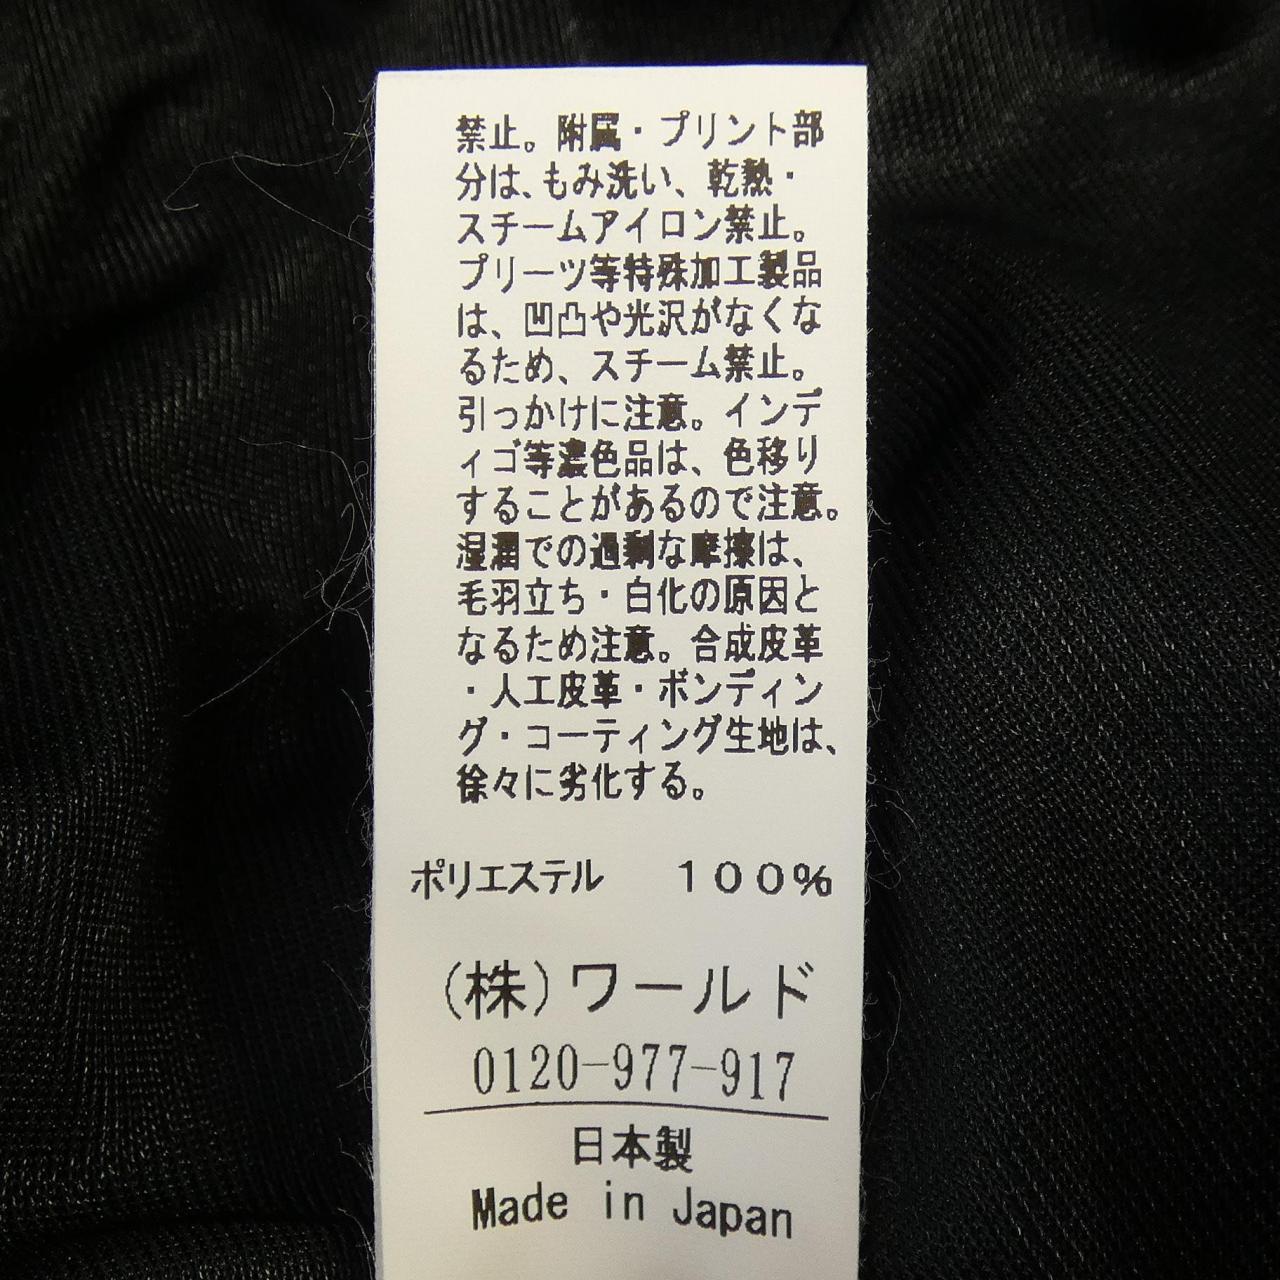 禁止。附属・プリント部
分は、もみ洗い、乾熱・
スチームアイロン禁止。
プリーツ等特殊加工製品
は、凹凸や光沢がなくな
るため、スチーム禁止。
引っかけに注意。インデ
ィゴ等濃色品は、色移り
することがあるので注意。
湿潤での過剰な摩擦は、
毛羽立ち・白化の原因と
なるため注意。合成皮革
・人工皮革・ボンディン
グ・コーティング生地は、
徐々に劣化する。
ポリエステル 100%
(株)ワールド
0120-977-917
日本製
Made in Japan